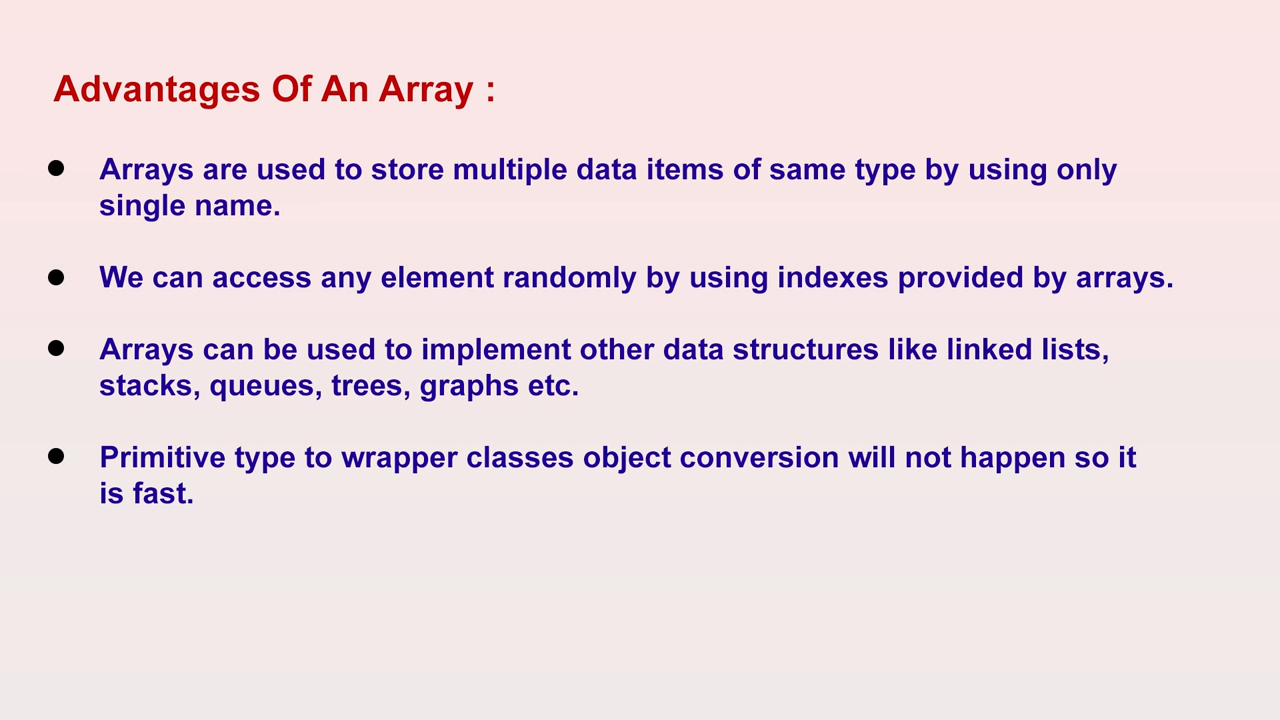 Advantages Of An Array :
● Arrays are used to store multiple data items of same type by using only
single name.
● We can access any element randomly by using indexes provided by arrays.
● Arrays can be used to implement other data structures like linked lists,
stacks, queues, trees, graphs etc.
● Primitive type to wrapper classes object conversion will not happen so it
is fast.